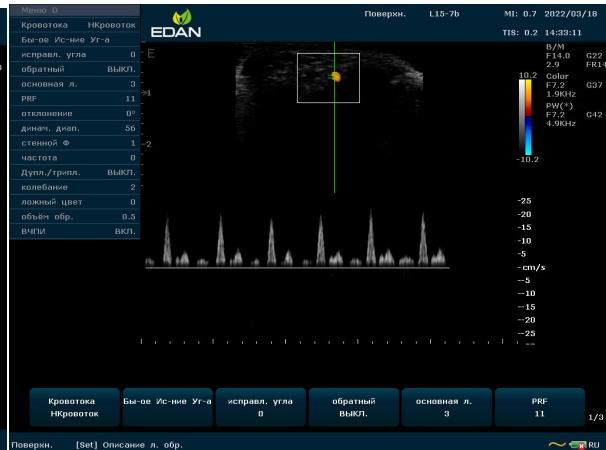 Меню D
Кровотока НКровоток
Бы-ое Ис-ние Уг-а
исправл. угла 0
обратный ВЫКЛ.
основная л. 3
PRF 11
отклонение 0°
динам. диап. 56
стенной Ф 1
частота 0
Дупл./трипл. ВЫКЛ.
колебание 2
ложный цвет 0
объём обр. 0.5
ВЧПИ ВКЛ.
EDAN
Поверхн. L15-7b MI: 0.7 2022/03/18
TIS: 0.2 14:33:11
B/M
F14.0 G22
2.9 FR14
Color
F7.2 G37
1.9KHz
PW(*)
F7.2 G42
4.9KHz
10.2
-10.2
E
1
2
-25
-20
-15
-10
-5
-cm/s
--5
--10
--15
--20
--25
Кровотока Бы-ое Ис-ние Уг-а исправл. угла обратный основная л. PRF
НКровоток 0 ВЫКЛ. 3 11 1/3
Поверхн. [Set] Описание л. обр. RU